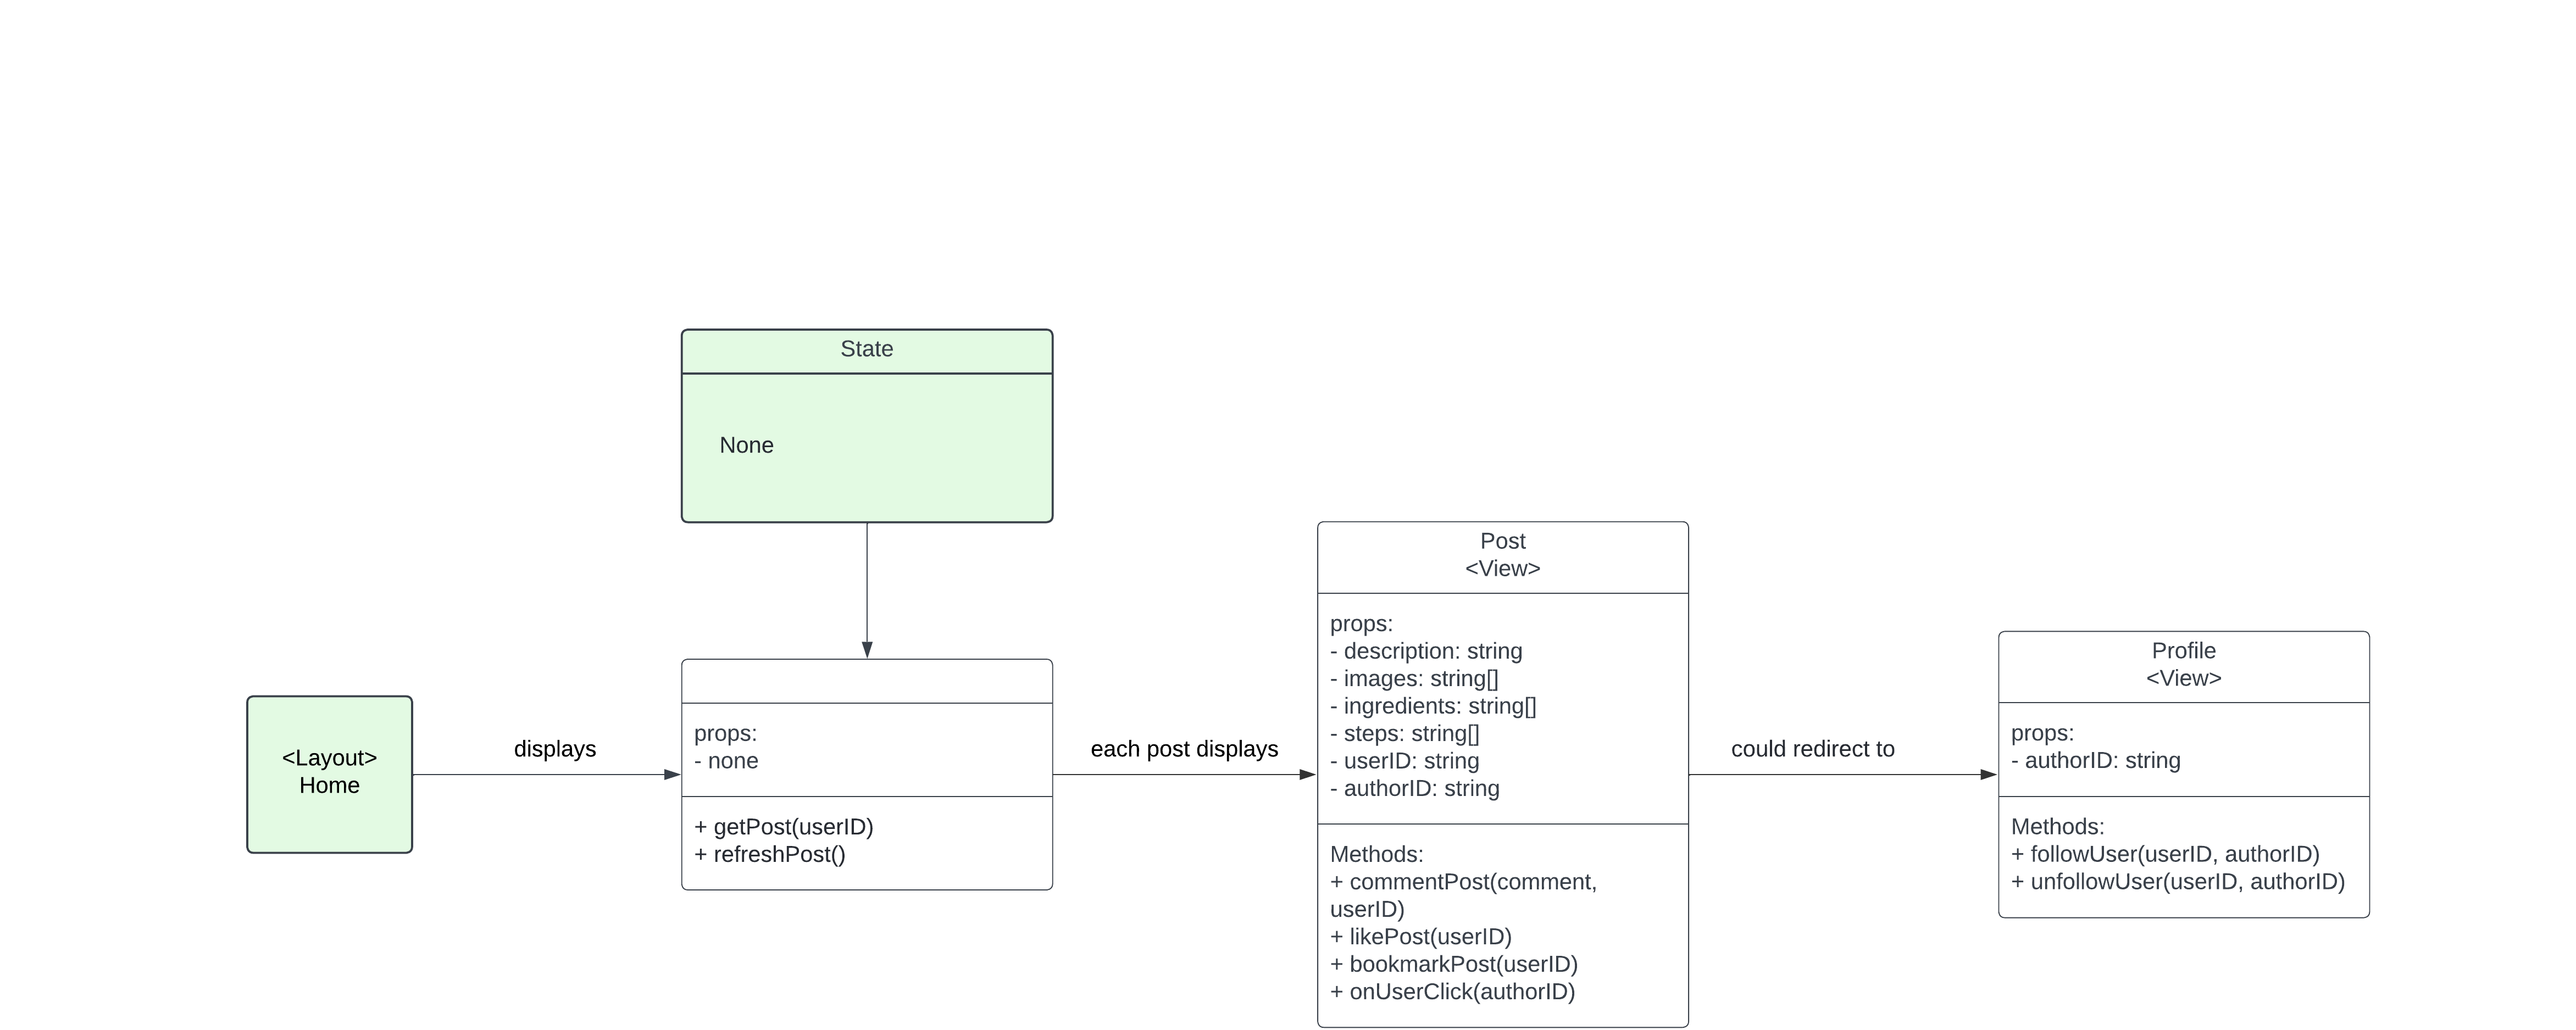 State
None
<Layout>
Home
displays
props:
- none
+ getPost(userID)
+ refreshPost()
each post displays
Post
<View>
props:
- description: string
- images: string[]
- ingredients: string[]
- steps: string[]
- userID: string
- authorID: string
Methods:
+ commentPost(comment,
userID)
+ likePost(userID)
+ bookmarkPost(userID)
+ onUserClick(authorID)
could redirect to
Profile
<View>
props:
- authorID: string
Methods:
+ followUser(userID, authorID)
+ unfollowUser(userID, authorID)